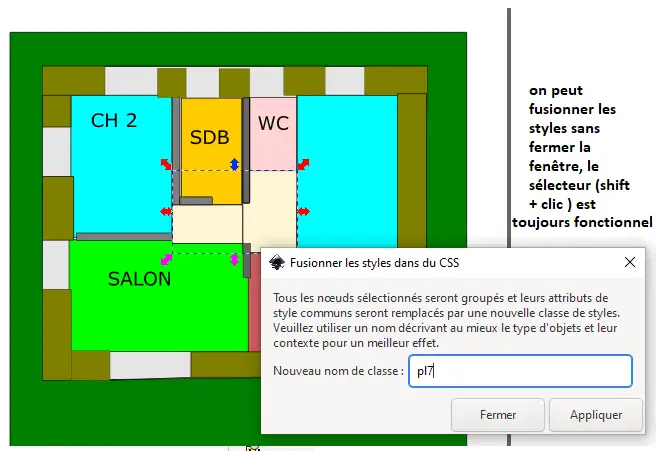 CH 2
SDB
WC
SALON
on peut
fusionner les
styles sans
fermer la
fenêtre, le
sélecteur (shift
+ clic ) est
toujours fonctionnel
Fusionner les styles dans du CSS
Tous les nœuds sélectionnés seront groupés et leurs attributs de
style communs seront remplacés par une nouvelle classe de styles.
Veuillez utiliser un nom décrivant au mieux le type d'objets et leur
contexte pour un meilleur effet.
Nouveau nom de classe : pl7
Fermer
Appliquer